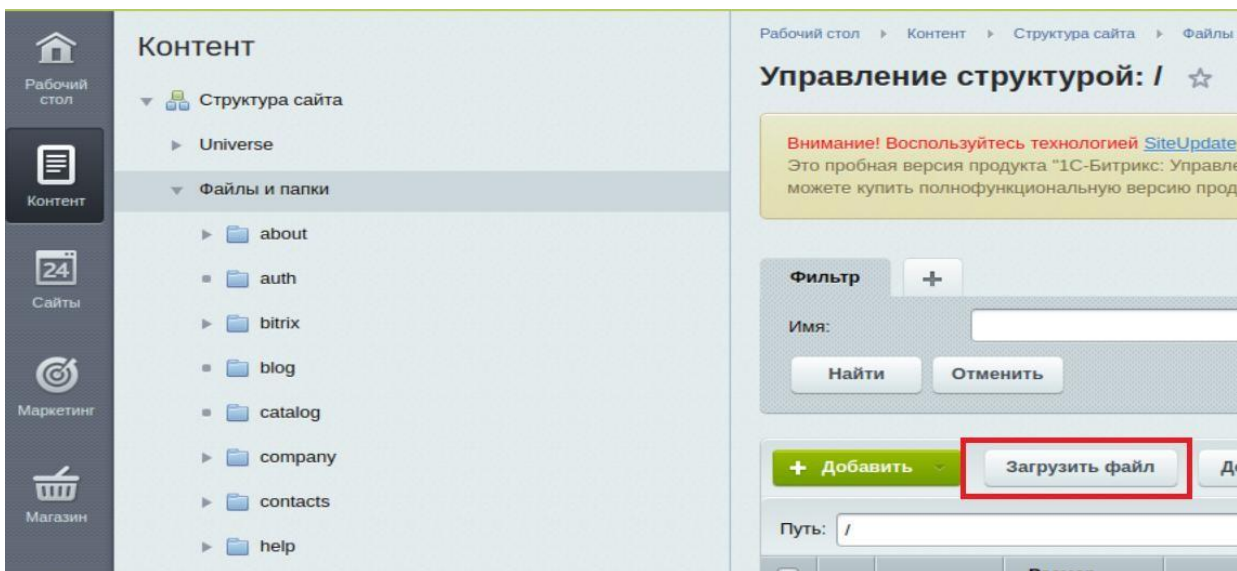 Рабочий
стол
Контент
Сайты
Маркетинг
Магазин
Контент
Структура сайта
Universe
Файлы и папки
about
auth
bitrix
blog
catalog
company
contacts
help
Рабочий стол Контент Структура сайта Файлы
Управление структурой: /
Внимание! Воспользуйтесь технологией SiteUpdate
Это пробная версия продукта "1С-Битрикс:
можете купить полнофункциональную версию
Фильтр +
Имя:
Найти Отменить
+ Добавить Загрузить файл
Путь: /